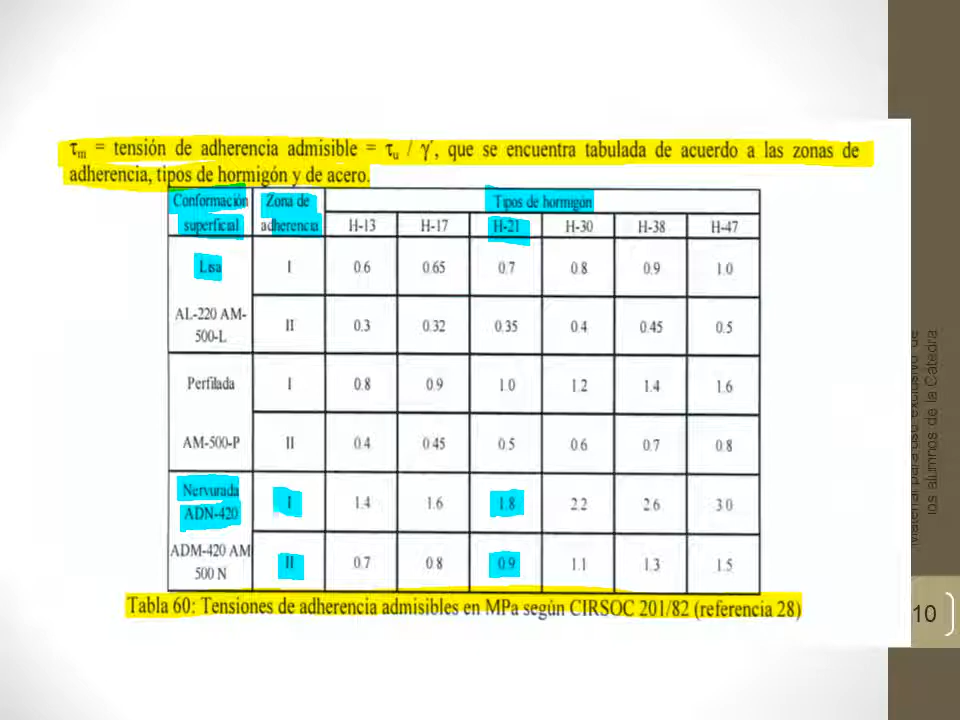 τm = tensión de adherencia admisible = τu / γ', que se encuentra tabulada de acuerdo a las zonas de
adherencia, tipos de hormigón y de acero.
Conformación superficial Zona de adherencia Tipos de hormigón
H-13 H-17 H-21 H-30 H-38 H-47
Lisa I 0.6 0.65 0.7 0.8 0.9 1.0
AL-220 AM-500-L II 0.3 0.32 0.35 0.4 0.45 0.5
Perfilada I 0.8 0.9 1.0 1.2 1.4 1.6
AM-500-P II 0.4 0.45 0.5 0.6 0.7 0.8
Nervurada ADN-420 I 1.4 1.6 1.8 2.2 2.6 3.0
ADM-420 AM 500 N II 0.7 0.8 0.9 1.1 1.3 1.5
Tabla 60: Tensiones de adherencia admisibles en MPa según CIRSOC 201/82 (referencia 28)
Material para uso exclusivo de
los alumnos de la Catedra
10